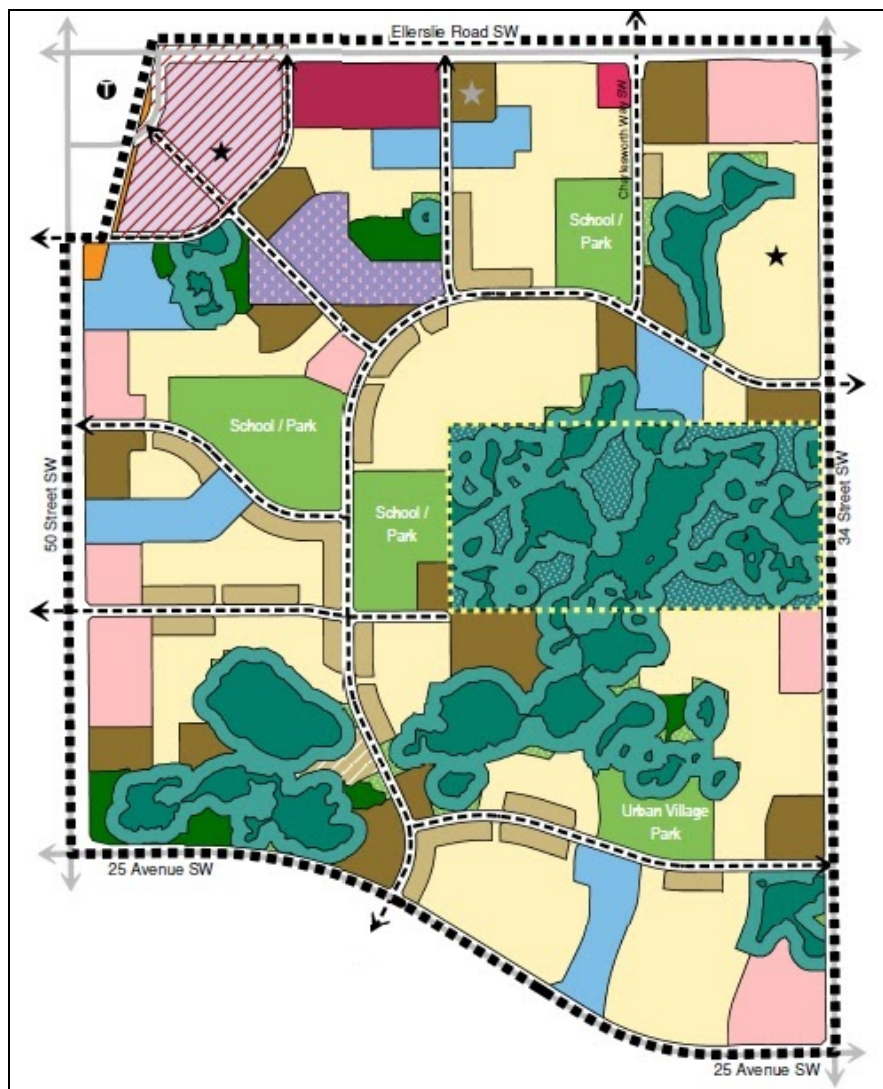 Ellerslie Road SW
T
Charlesworth Way SW
School /
Park
School / Park
50 Street SW
School /
Park
34 Street SW
Urban Village
Park
25 Avenue SW
25 Avenue SW